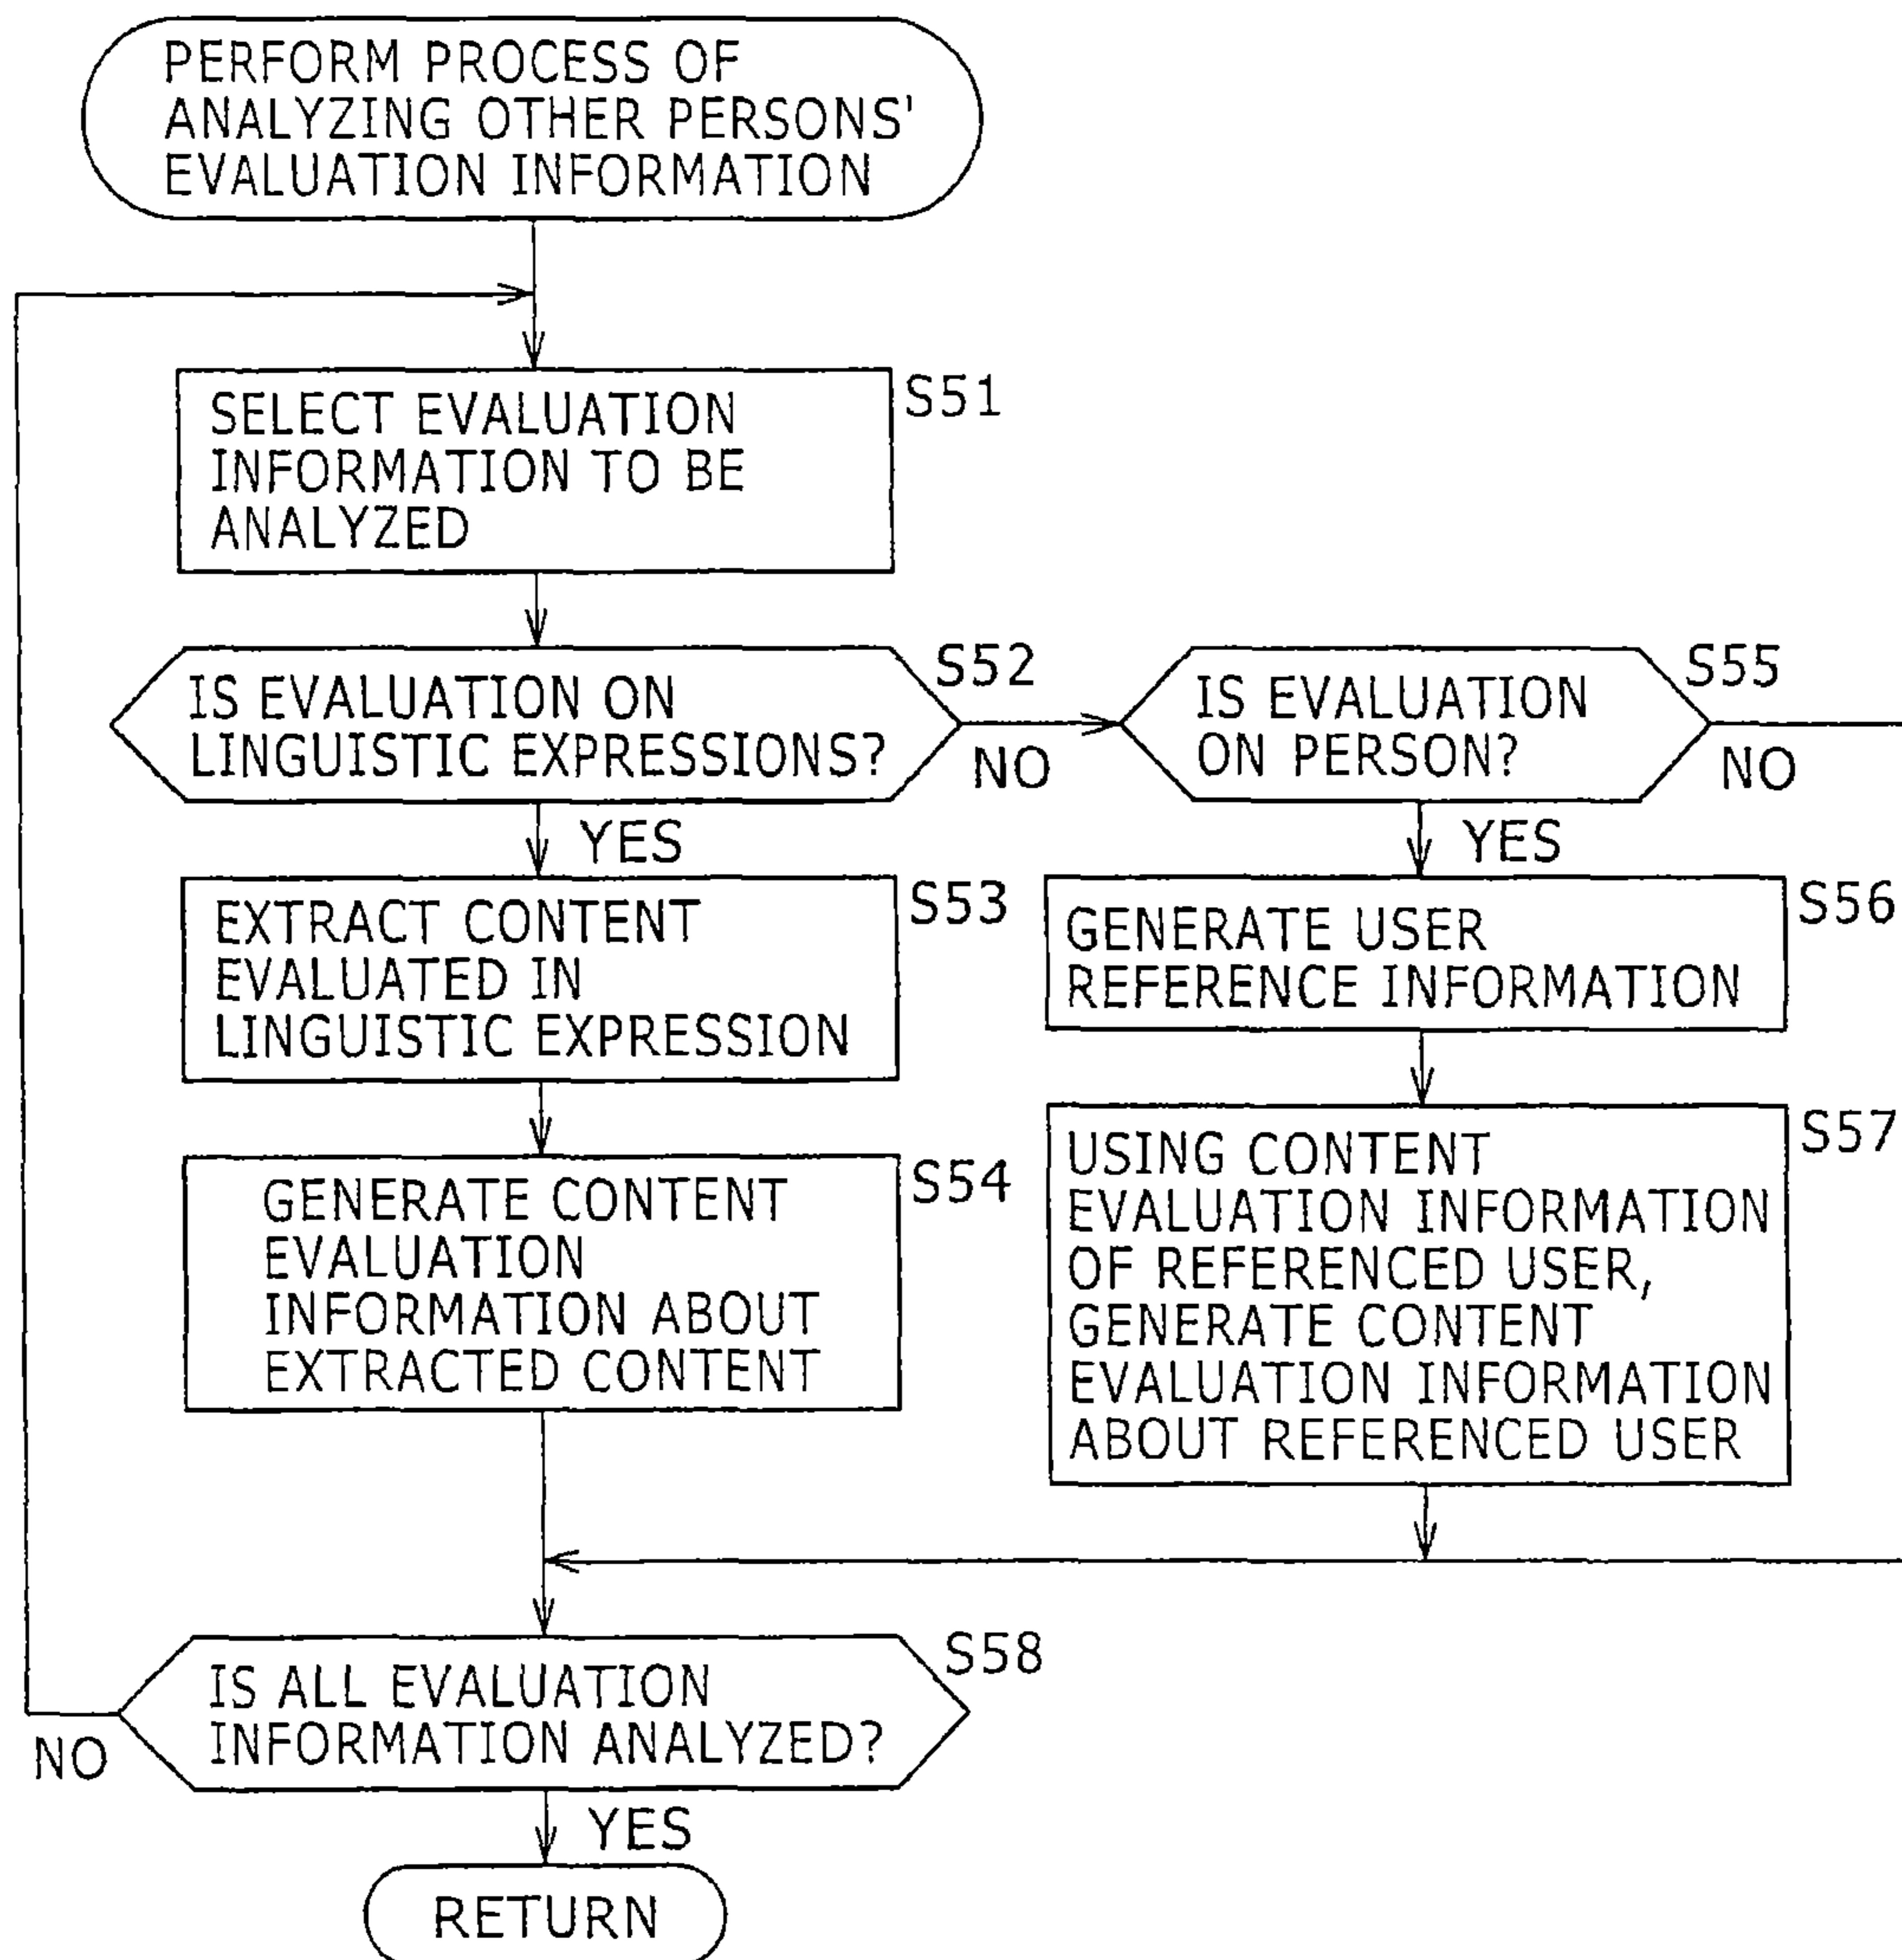 PERFORM PROCESS OF
ANALYZING OTHER PERSONS'
EVALUATION INFORMATION
SELECT EVALUATION
INFORMATION TO BE
ANALYZED
S51
IS EVALUATION ON
LINGUISTIC EXPRESSIONS?
S52
NO
YES
IS EVALUATION
ON PERSON?
S55
NO
YES
EXTRACT CONTENT
EVALUATED IN
LINGUISTIC EXPRESSION
S53
GENERATE USER
REFERENCE INFORMATION
S56
GENERATE CONTENT
EVALUATION
INFORMATION ABOUT
EXTRACTED CONTENT
S54
USING CONTENT
EVALUATION INFORMATION
OF REFERENCED USER,
GENERATE CONTENT
EVALUATION INFORMATION
ABOUT REFERENCED USER
S57
IS ALL EVALUATION
INFORMATION ANALYZED?
S58
NO
YES
RETURN